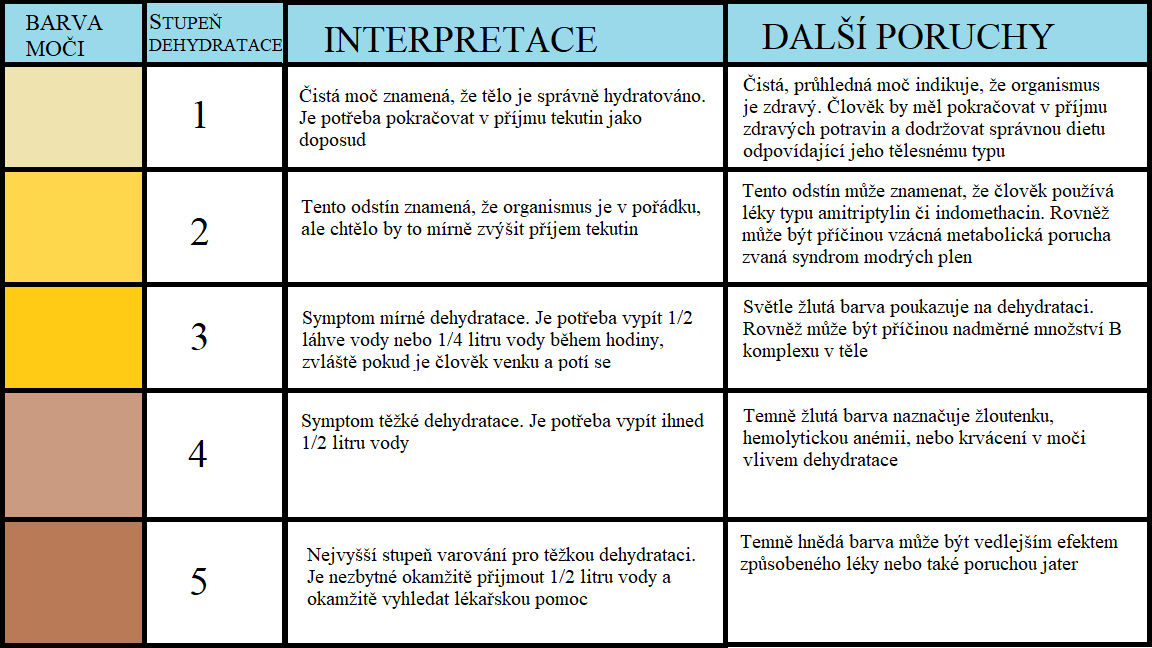 BARVA
MOČI
STUPEŇ
DEHYDRATACE
INTERPRETACE
DALŠÍ PORUCHY
1
Čistá moč znamená, že tělo je správně hydratováno.
Je potřeba pokračovat v příjmu tekutin jako
doposud
Čistá, průhledná moč indikuje, že organismus
je zdravý. Člověk by měl pokračovat v příjmu
zdravých potravin a dodržovat správnou dietu
odpovídající jeho tělesnému typu
2
Tento odstín znamená, že organismus je v pořádku,
ale chtělo by to mírně zvýšit příjem tekutin
Tento odstín může znamenat, že člověk používá
léky typu amitriptylin či indomethacin. Rovněž
může být příčinou vzácná metabolická porucha
zvaná syndrom modrých plen
3
Symptom mírné dehydratace. Je potřeba vypít 1/2
láhve vody nebo 1/4 litru vody během hodiny,
zvláště pokud je člověk venku a potí se
Světle žlutá barva poukazuje na dehydrataci.
Rovněž může být příčinou nadměrné množství B
komplexu v těle
4
Symptom těžké dehydratace. Je potřeba vypít ihned
1/2 litru vody
Temně žlutá barva naznačuje žloutenku,
hemolytickou anémii, nebo krvácení v moči
vlivem dehydratace
5
Nejvyšší stupeň varování pro těžkou dehydrataci.
Je nezbytné okamžitě přijmout 1/2 litru vody a
okamžitě vyhledat lékařskou pomoc
Temně hnědá barva může být vedlejším efektem
způsobeného léky nebo také poruchou jater